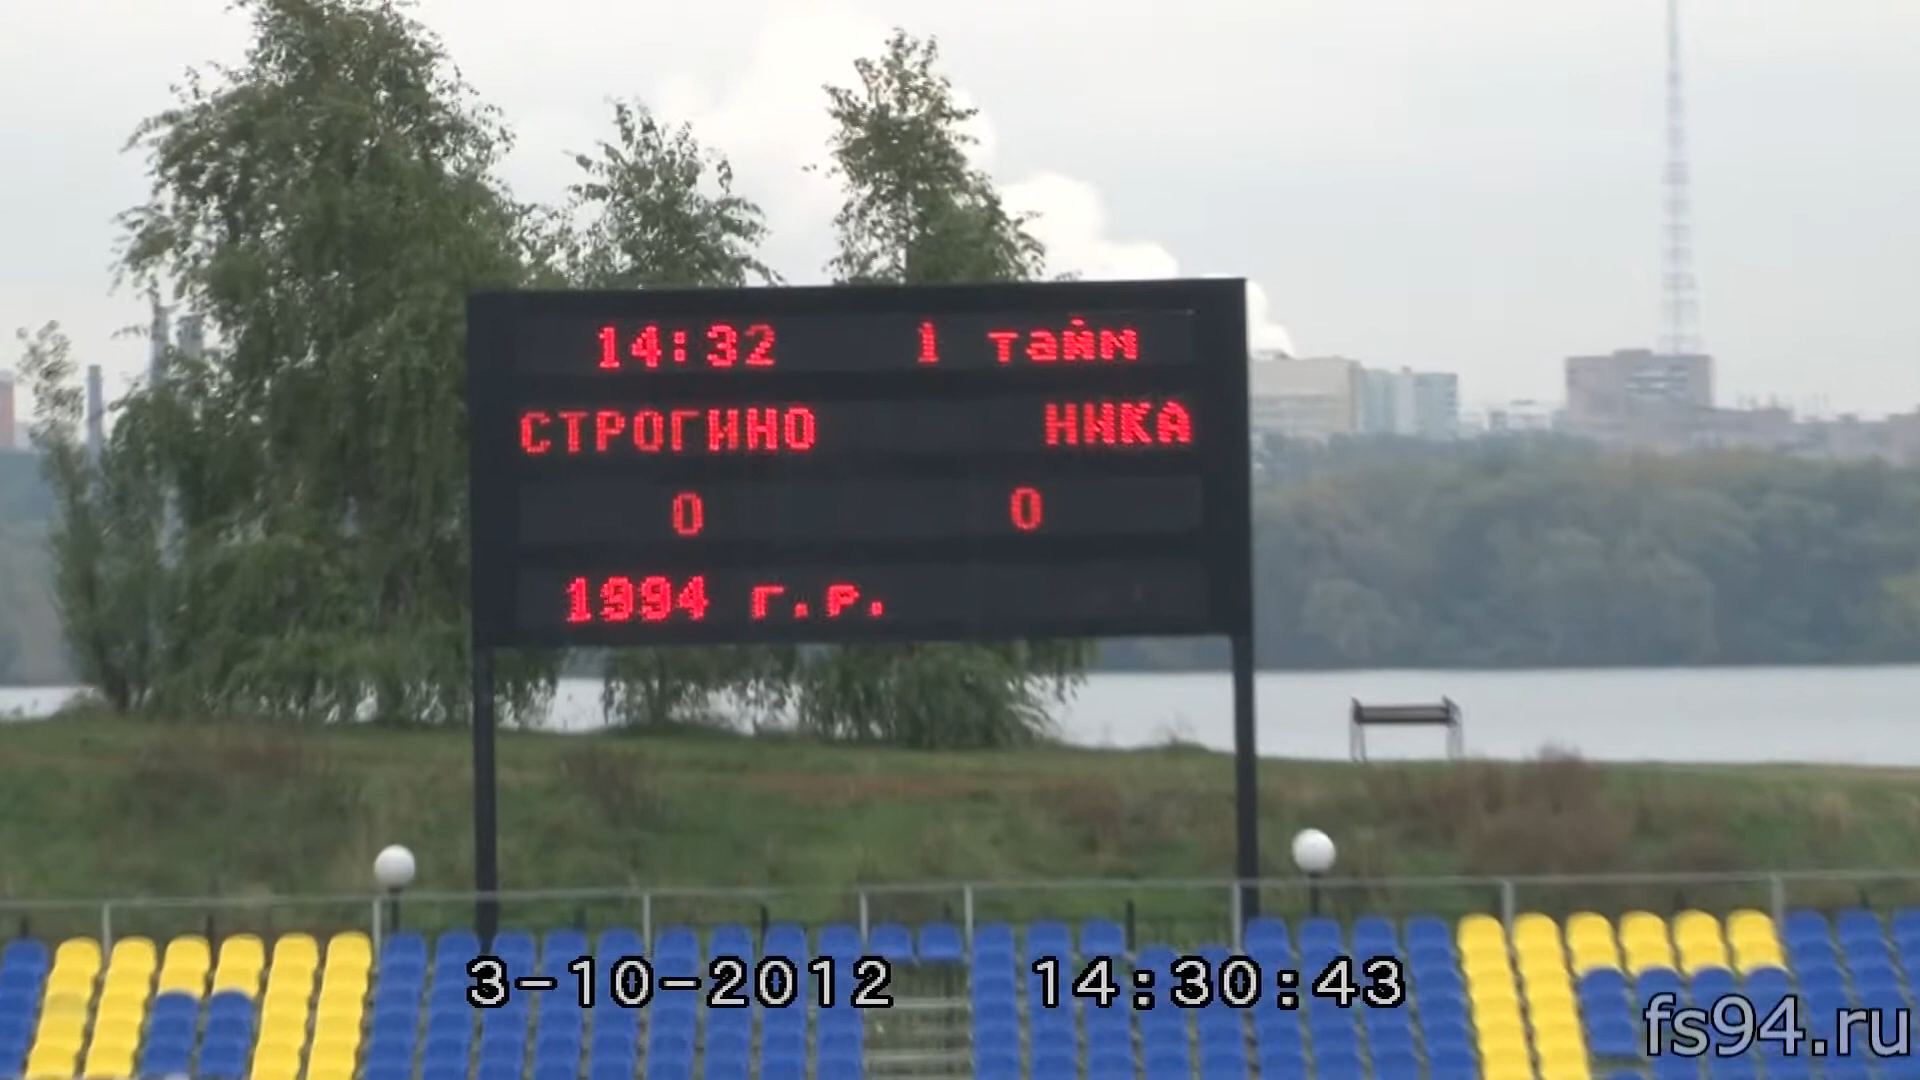 14:32 1 тайм
СТРОГИНО НИКА
0 0
1994 г.р.
3-10-2012 14:30:43
fs94.ru